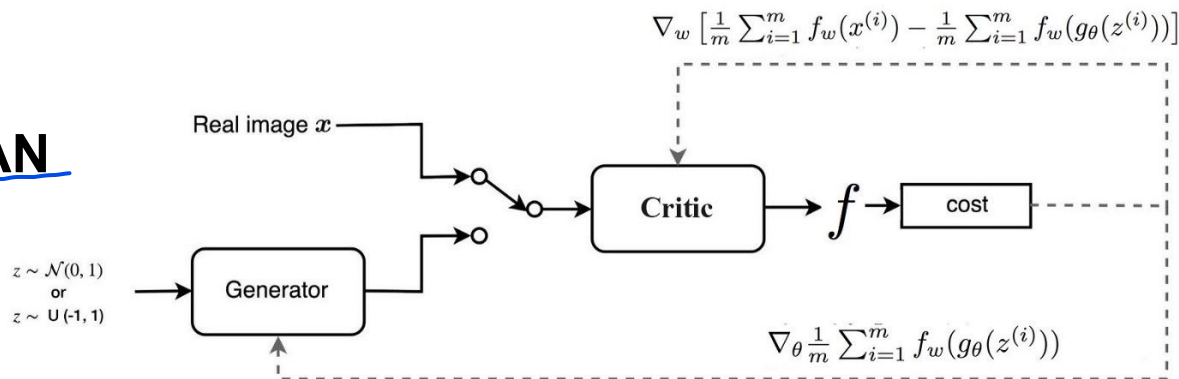 ∇_w [1/m ∑_{i=1}^m f_w(x^{(i)}) − 1/m ∑_{i=1}^m f_w(g_θ(z^{(i)}))]
Real image x
AN
Critic
f
cost
z ~ 𝒩(0, 1)
or
z ~ U (-1, 1)
Generator
∇_θ 1/m ∑_{i=1}^m f_w(g_θ(z^{(i)}))